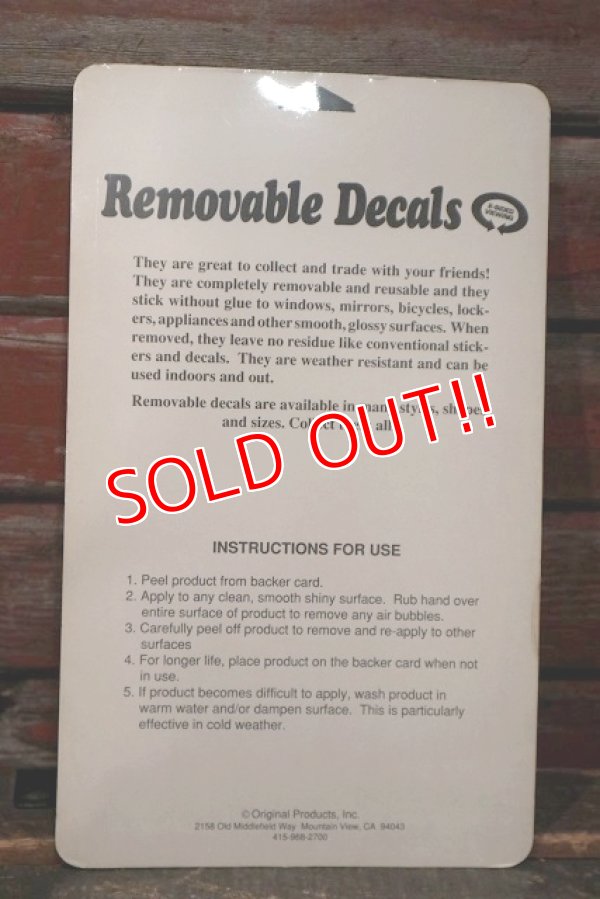 Removable Decals
2-SIDED
VIEWING
They are great to collect and trade with your friends!
They are completely removable and reusable and they
stick without glue to windows, mirrors, bicycles, lock-
ers, appliances and other smooth, glossy surfaces. When
removed, they leave no residue like conventional stick-
ers and decals. They are weather resistant and can be
used indoors and out.
Removable decals are available in many styles, shapes
and sizes. Collect them all
SOLD OUT!!
INSTRUCTIONS FOR USE
1. Peel product from backer card.
2. Apply to any clean, smooth shiny surface. Rub hand over
entire surface of product to remove any air bubbles.
3. Carefully peel off product to remove and re-apply to other
surfaces
4. For longer life, place product on the backer card when not
in use.
5. If product becomes difficult to apply, wash product in
warm water and/or dampen surface. This is particularly
effective in cold weather.
© Original Products, Inc.
2158 Old Middlefield Way Mountain View, CA 94043
415-968-2700